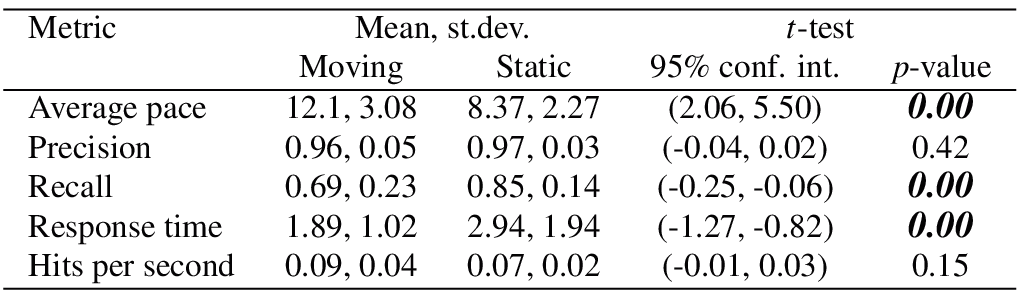 Metric Mean, st.dev. t-test
Moving Static 95% conf. int. p-value
Average pace 12.1, 3.08 8.37, 2.27 (2.06, 5.50) 0.00
Precision 0.96, 0.05 0.97, 0.03 (-0.04, 0.02) 0.42
Recall 0.69, 0.23 0.85, 0.14 (-0.25, -0.06) 0.00
Response time 1.89, 1.02 2.94, 1.94 (-1.27, -0.82) 0.00
Hits per second 0.09, 0.04 0.07, 0.02 (-0.01, 0.03) 0.15